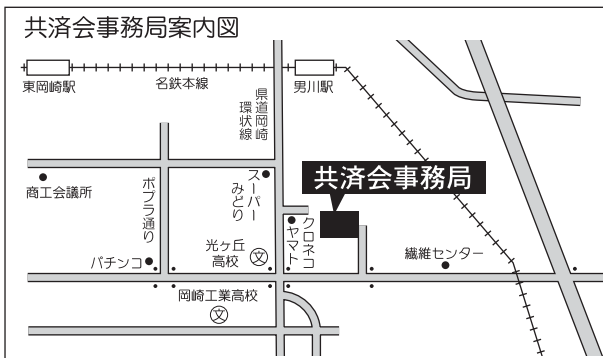 共済会事務局案内図
東岡崎駅
名鉄本線
男川駅
県道岡崎
環状線
共済会事務局
商工会議所
ポプラ通り
スーパー
みどり
クロネコ
ヤマト
光ヶ丘
高校
文
パチンコ
繊維センター
岡崎工業高校
文